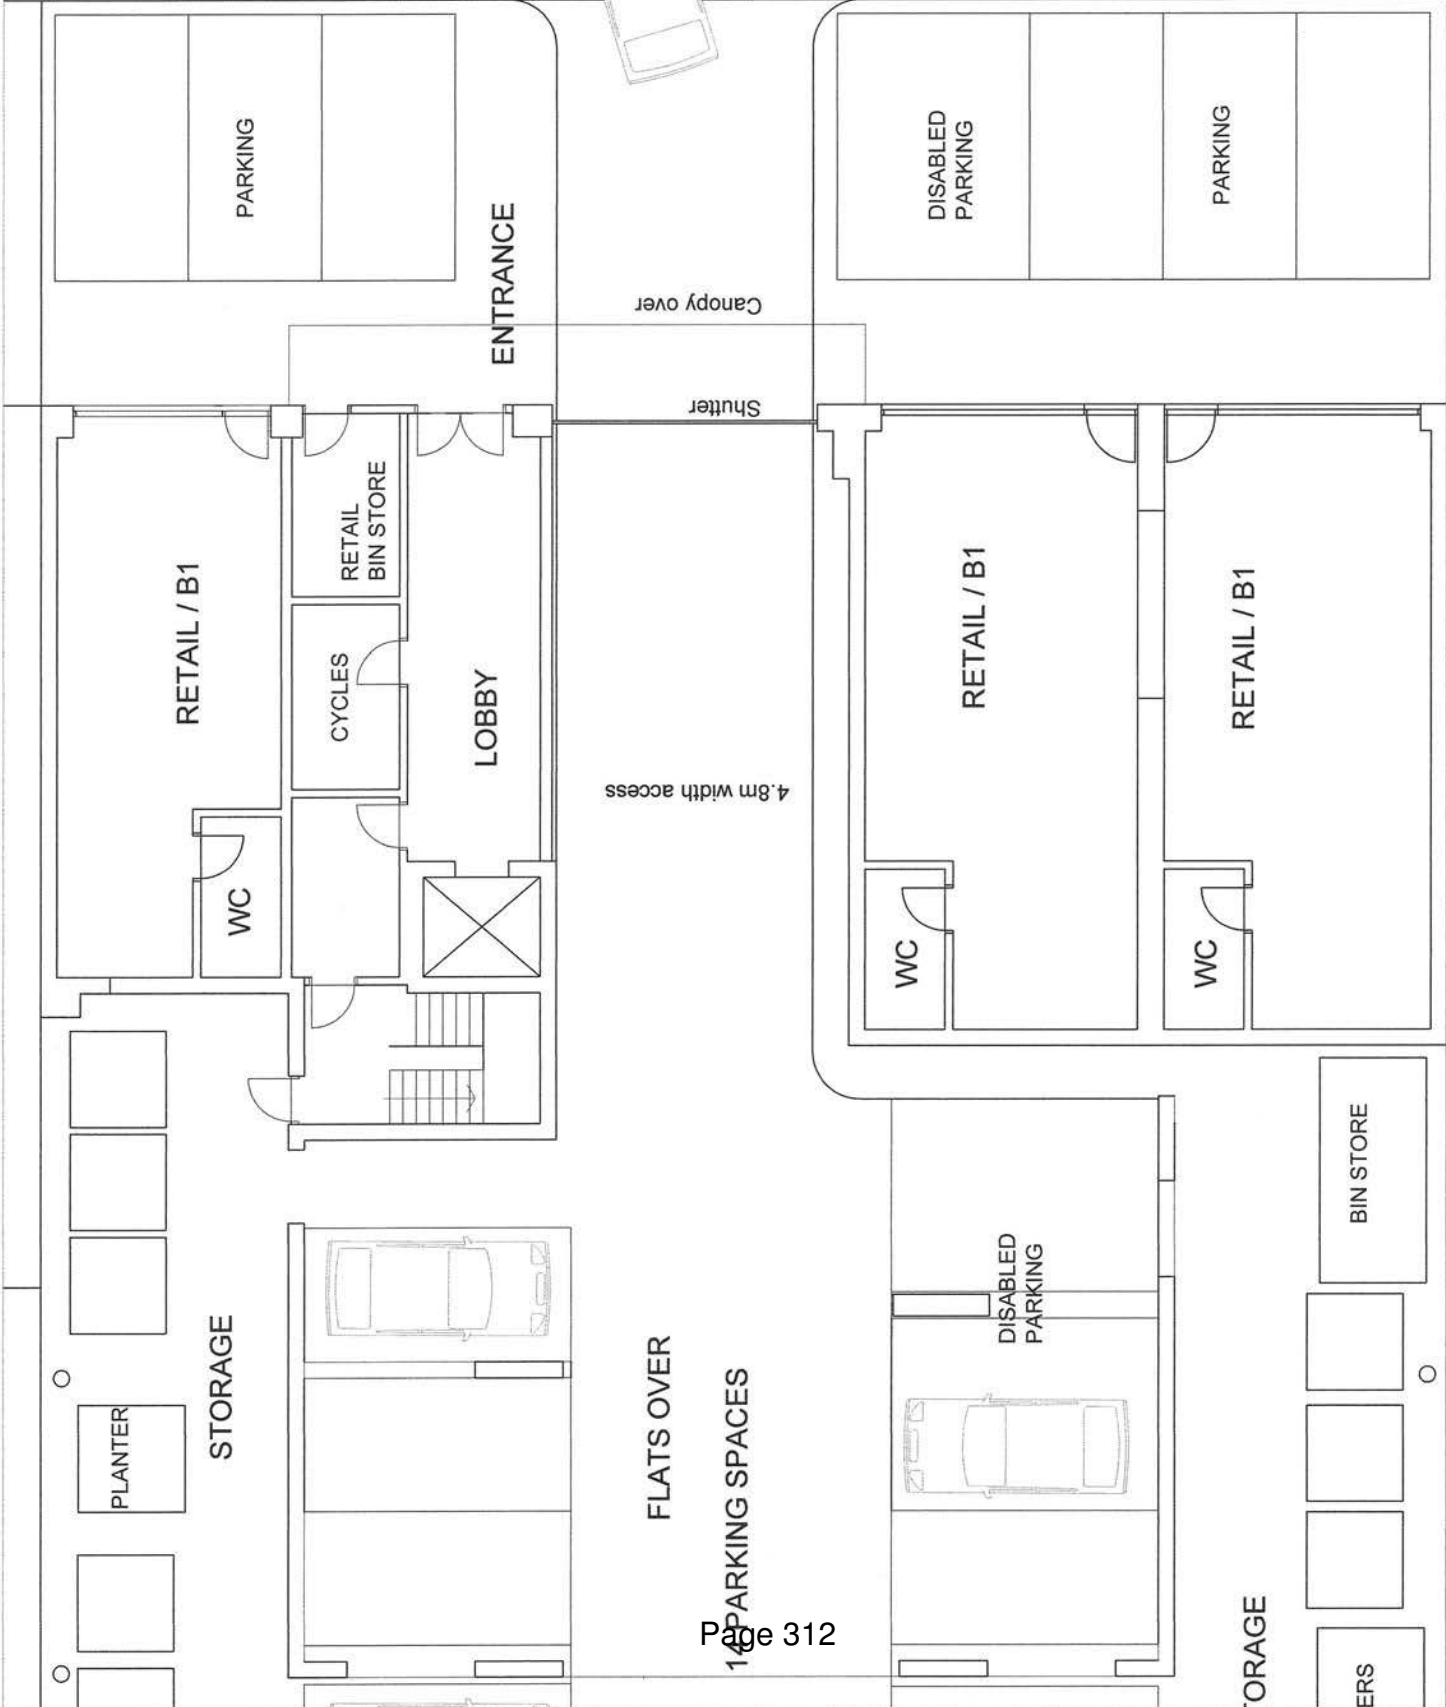 PARKING
DISABLED
PARKING
PARKING
ENTRANCE
Canopy over
Shutter
RETAIL / B1
RETAIL
BIN STORE
CYCLES
LOBBY
RETAIL / B1
RETAIL / B1
4.8m width access
WC
WC
WC
BIN STORE
DISABLED
PARKING
STORAGE
PLANTER
FLATS OVER
14 PARKING SPACES
Page 312
TORAGE
ERS